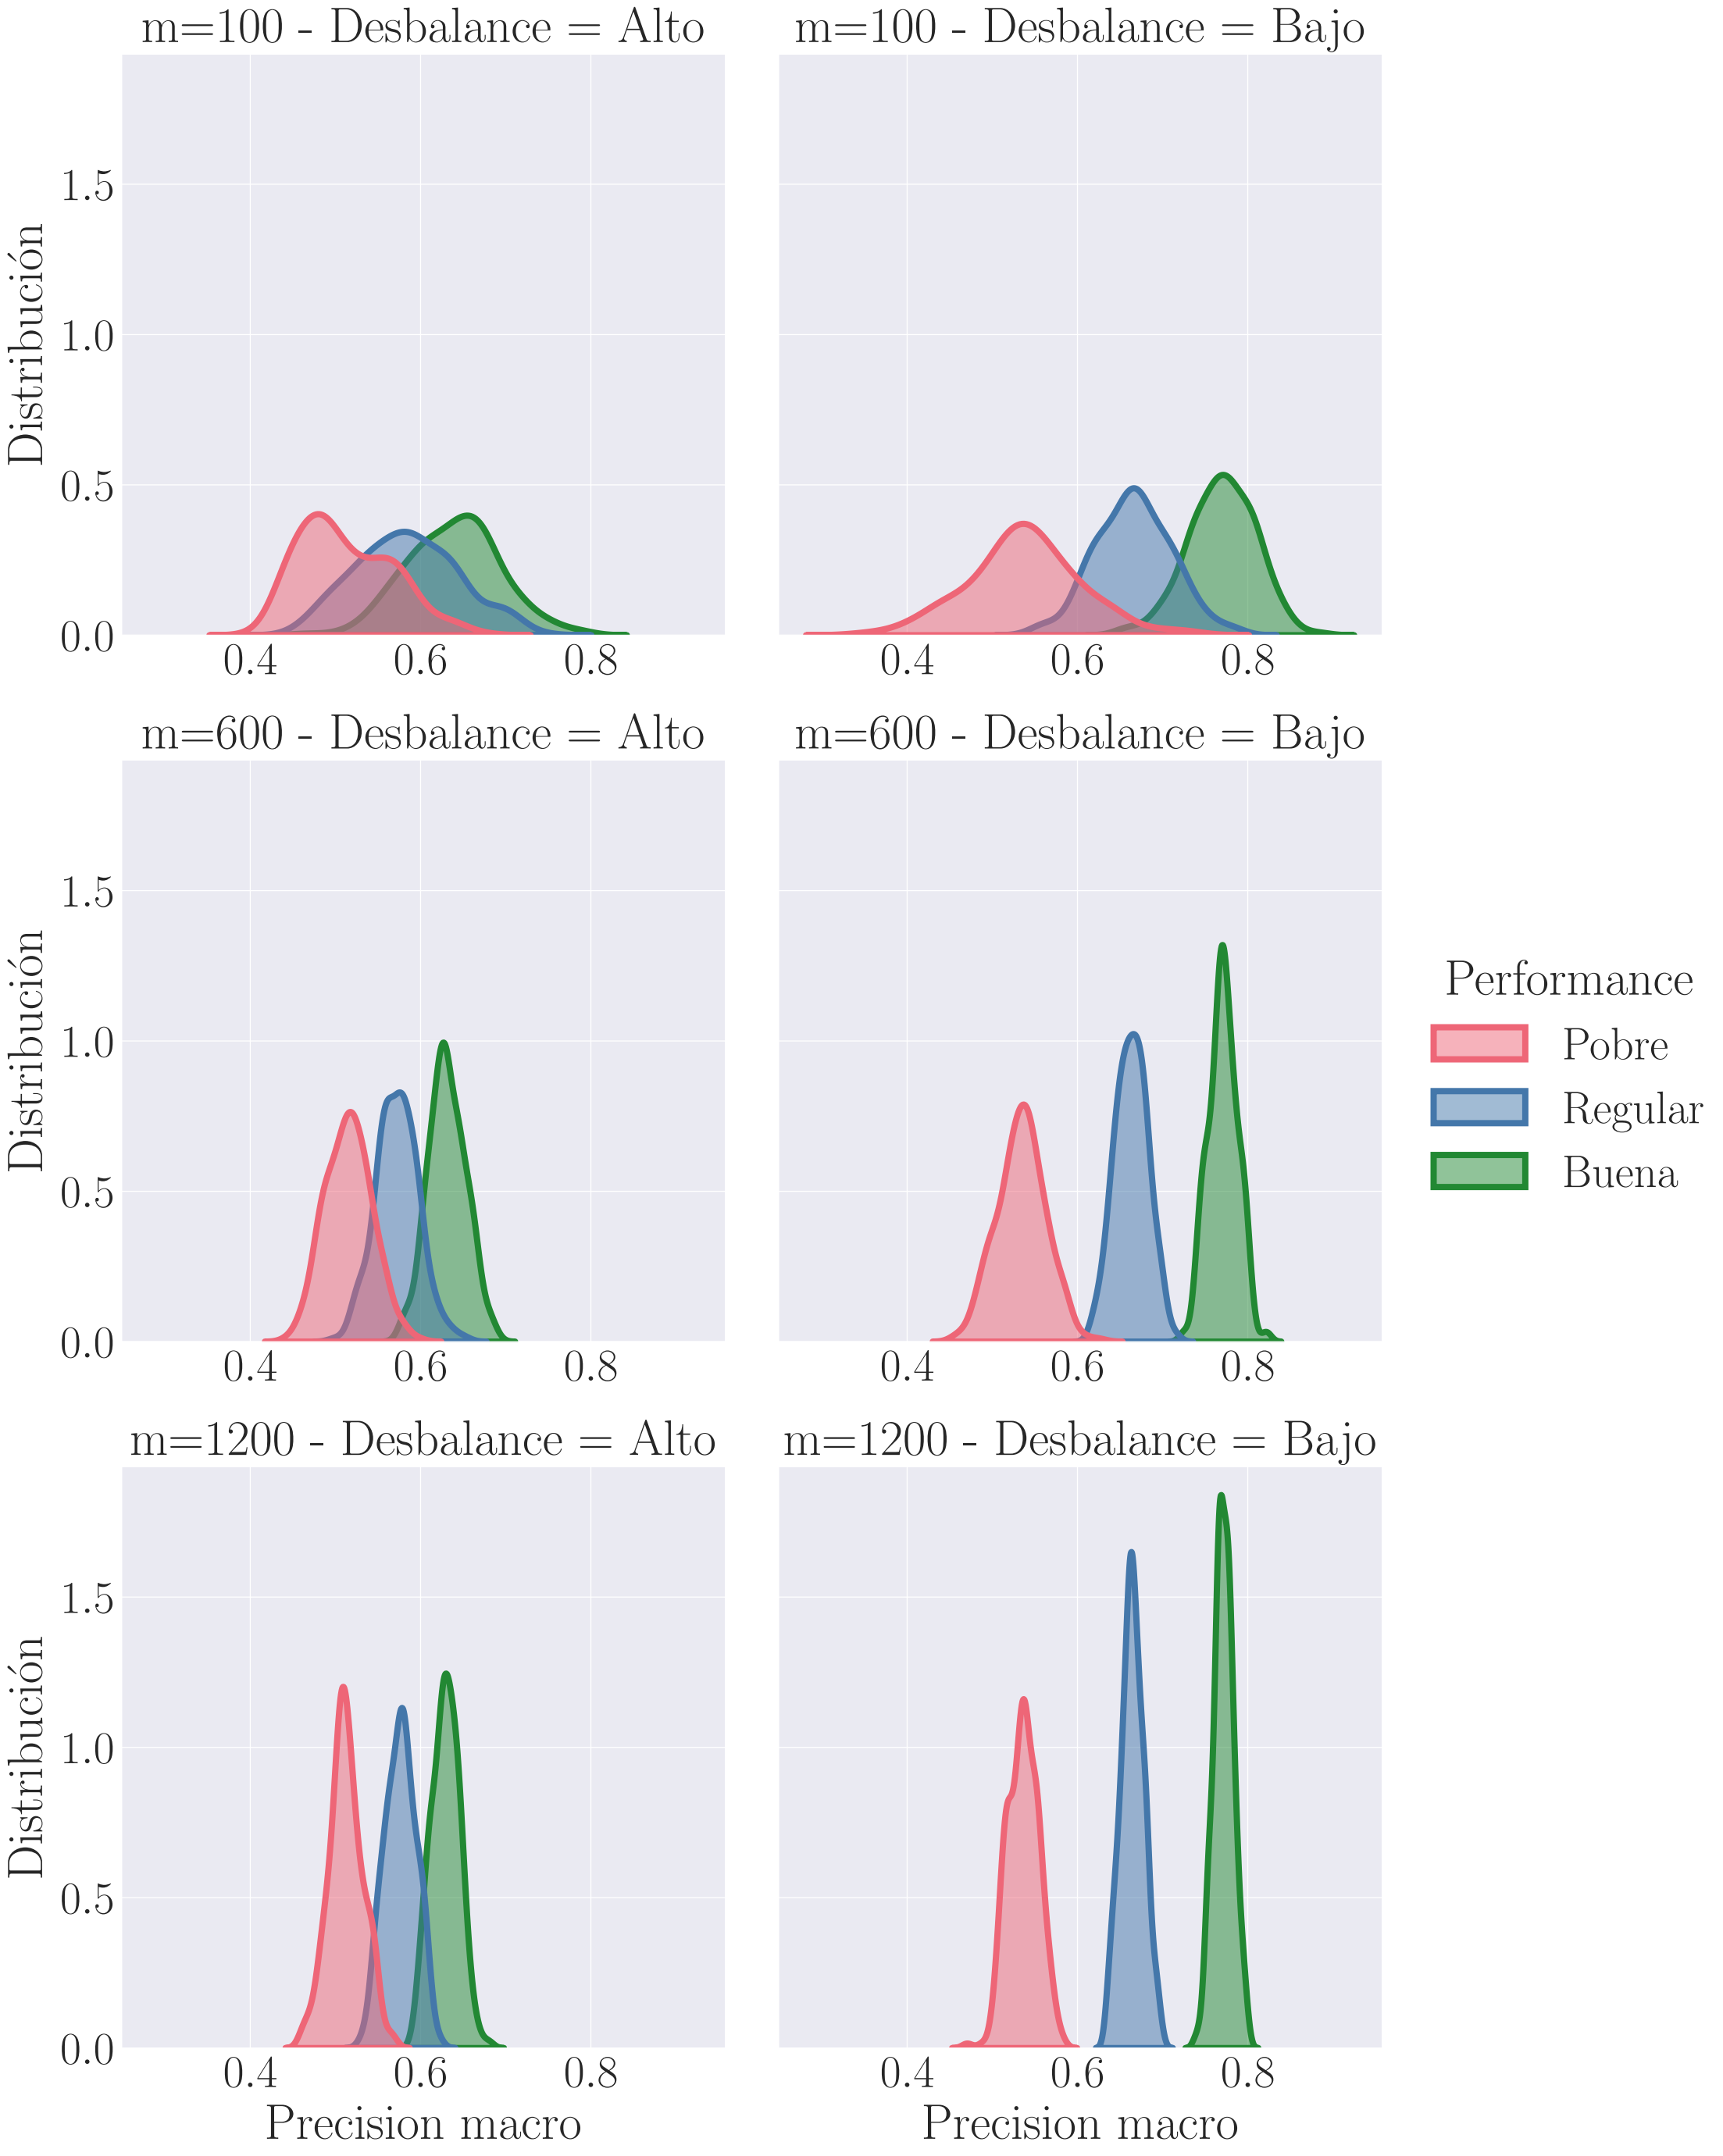 m=100 - Desbalance = Alto
m=100 - Desbalance = Bajo
Distribución
1.5
1.0
0.5
0.0
0.4 0.6 0.8
0.4 0.6 0.8
m=600 - Desbalance = Alto
m=600 - Desbalance = Bajo
Distribución
1.5
1.0
0.5
0.0
0.4 0.6 0.8
0.4 0.6 0.8
Performance
Pobre
Regular
Buena
m=1200 - Desbalance = Alto
m=1200 - Desbalance = Bajo
Distribución
1.5
1.0
0.5
0.0
0.4 0.6 0.8
0.4 0.6 0.8
Precision macro
Precision macro